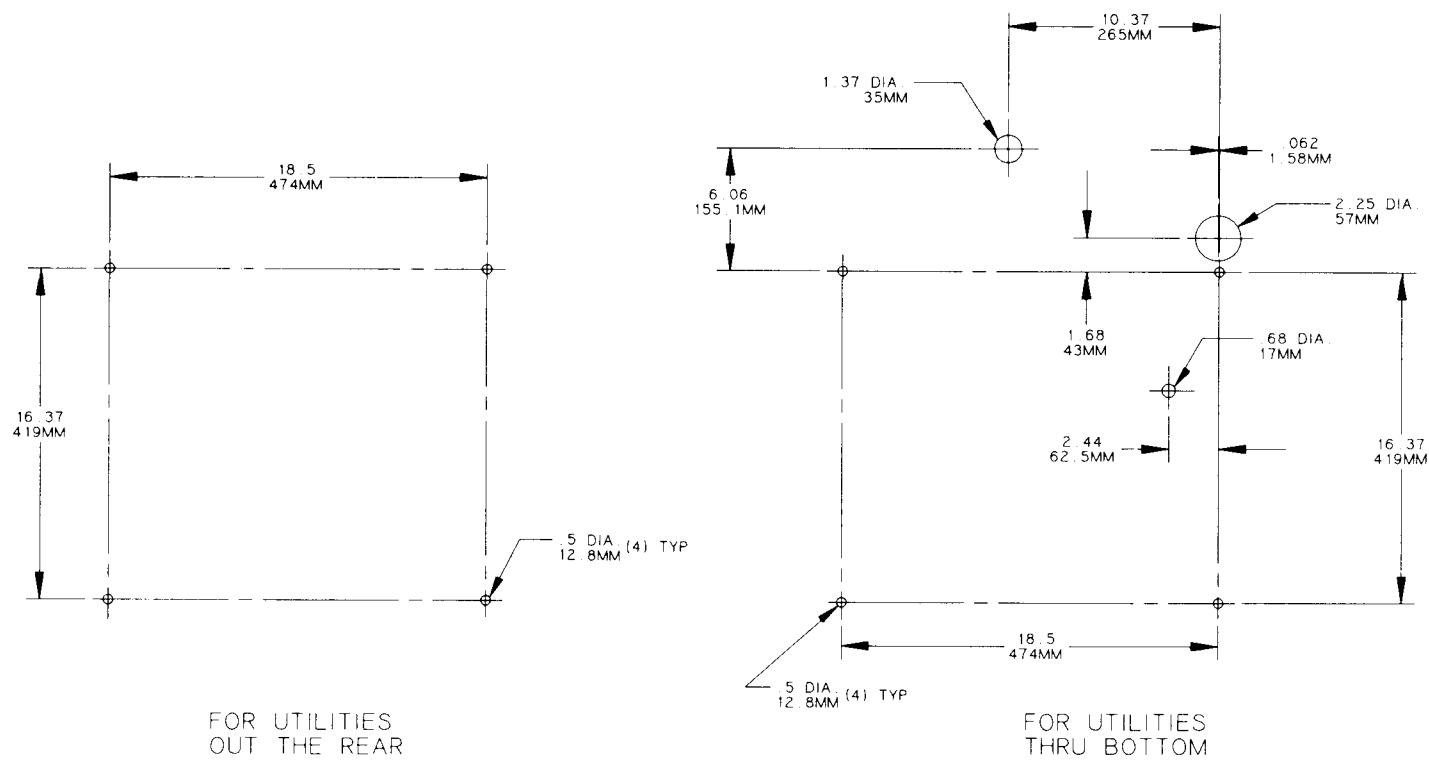 18.5
474MM
16.37
419MM
.5 DIA.
12.8MM (4) TYP
FOR UTILITIES
OUT THE REAR
10.37
265MM
1.37 DIA.
35MM
.062
1.58MM
6.06
155.1MM
2.25 DIA.
57MM
1.68
43MM
.68 DIA.
17MM
2.44
62.5MM
16.37
419MM
18.5
474MM
.5 DIA.
12.8MM (4) TYP
FOR UTILITIES
THRU BOTTOM